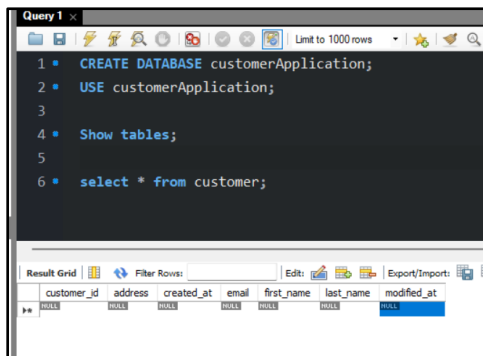 Query 1 ×
Limit to 1000 rows
1 CREATE DATABASE customerApplication;
2 USE customerApplication;
3
4 Show tables;
5
6 select * from customer;
Result Grid Filter Rows: Edit: Export/Import:
customer_id address created_at email first_name last_name modified_at
NULL NULL NULL NULL NULL NULL NULL